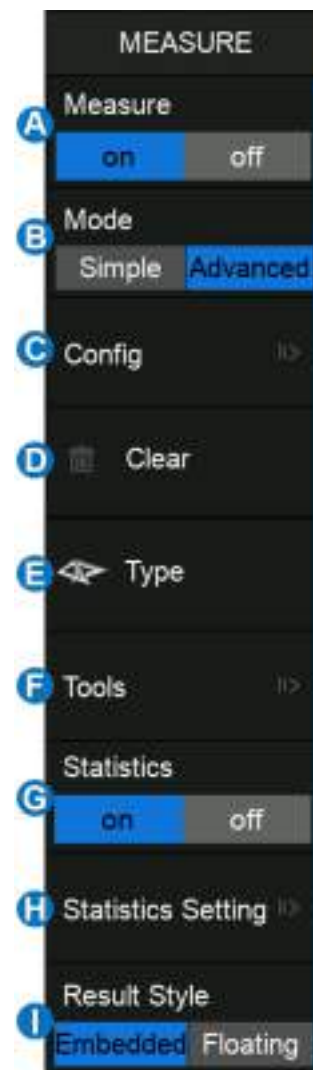 MEASURE
A Measure
on off
B Mode
Simple Advanced
C Config
D Clear
E Type
F Tools
Statistics
G on off
H Statistics Setting
Result Style
I Embedded Floating